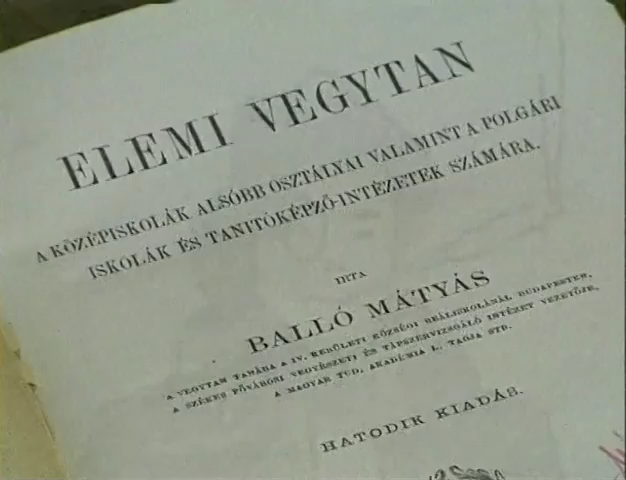 ELEMI VEGYTAN
A KÖZÉPISKOLÁK ALSÓBB OSZTÁLYAI VALAMINT A POLGÁRI
ISKOLÁK ÉS TANITÓKÉPZŐ-INTÉZETEK SZÁMÁRA.
IRTA
BALLÓ MÁTYÁS
A VEGYTAN TANÁRA A IV. KERÜLETI KÖZSÉGI REÁLISKOLÁNÁL BUDAPESTEN,
A SZÉKES FŐVÁROSI VEGYÉSZETI ÉS TÁPSZERVIZSGÁLÓ INTÉZET VEZETŐJE,
A MAGYAR TUD. AKADÉMIA L. TAGJA STB.
HATODIK KIADÁS.